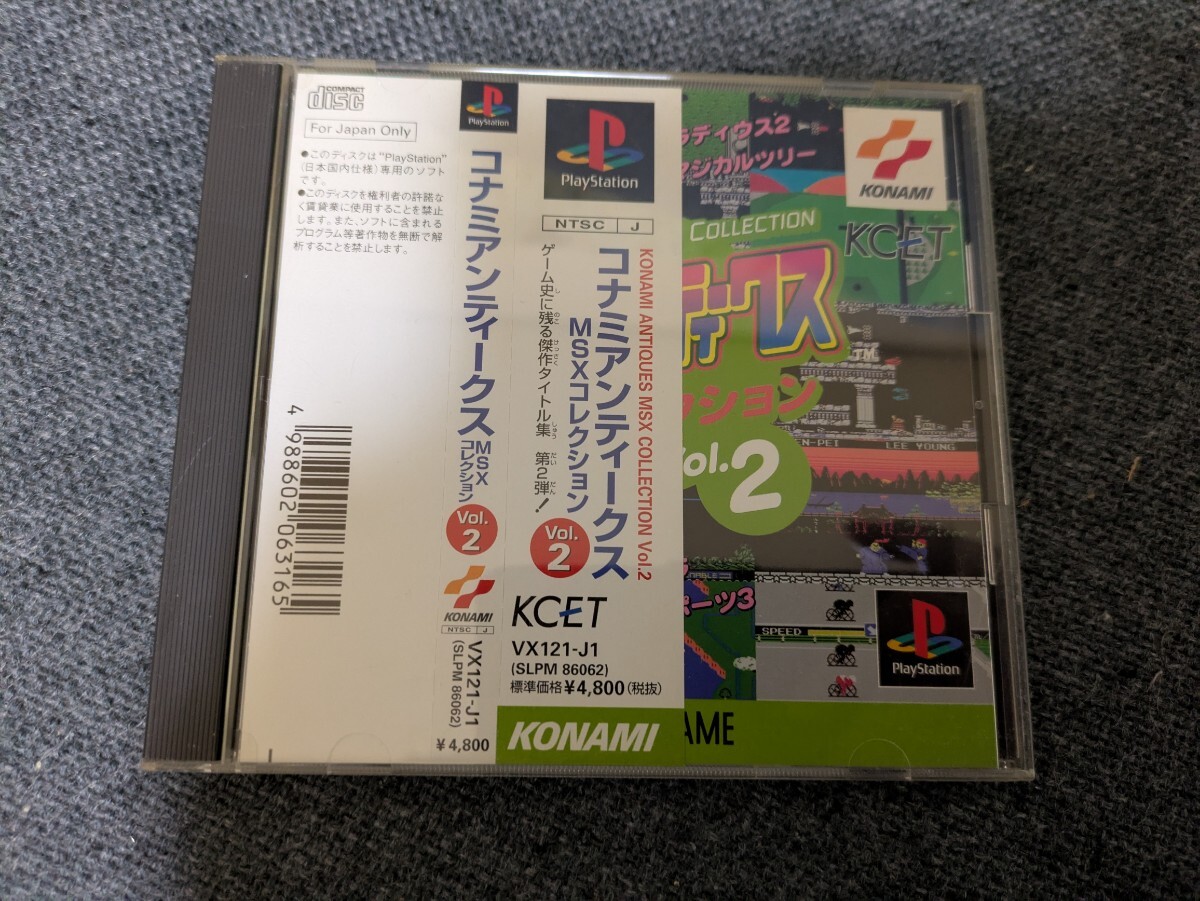 COMPACT
disc
For Japan Only
●このディスクは"PlayStation"
(日本国内仕様)専用のソフト
です。
●このディスクを権利者の許諾な
く賃貸業に使用することを禁止
します。また、ソフトに含まれる
プログラム等著作物を無断で解
析することを禁止します。
4 988602 063165
PlayStation
コナミアンティークス
MSX
コレクション
Vol.
2
KONAMI
NTSC J
VX121-J1
(SLPM 86062)
¥4,800
PlayStation
NTSC J
KONAMI ANTIQUES MSX COLLECTION Vol.2
コナミアンティークス
MSXコレクション
Vol.
2
ゲーム史に残る傑作タイトル集 第2弾!
KCET
VX121-J1
(SLPM 86062)
標準価格¥4,800(税抜)
KONAMI
ラディウス2
マジカルツリー
KONAMI
COLLECTION
KCET
ティークス
ション
TM
Vol.2
LEE YOUNG
ポーツ3
SPEED
PlayStation
AME